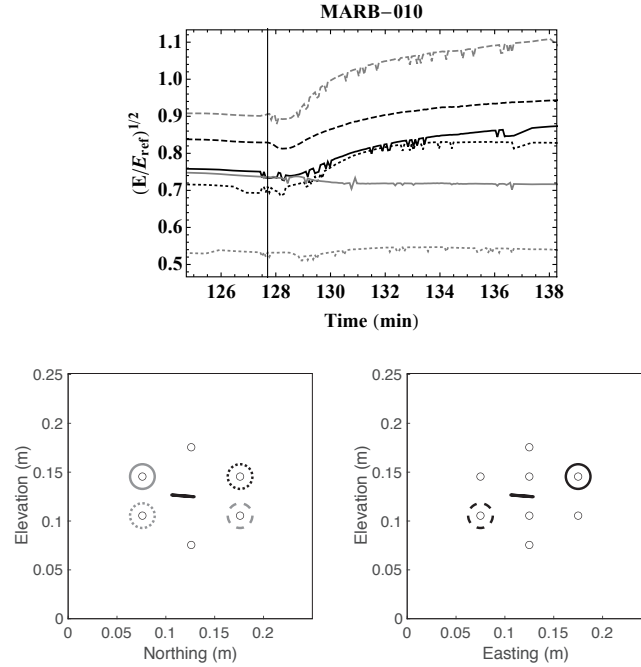 MARB−010
(E/E_ref)^1/2
1.1
1.0
0.9
0.8
0.7
0.6
0.5
126 128 130 132 134 136 138
Time (min)
0.25
0.2
0.15
0.1
0.05
0
Elevation (m)
0 0.05 0.1 0.15 0.2
Northing (m)
0.25
0.2
0.15
0.1
0.05
0
Elevation (m)
0 0.05 0.1 0.15 0.2
Easting (m)